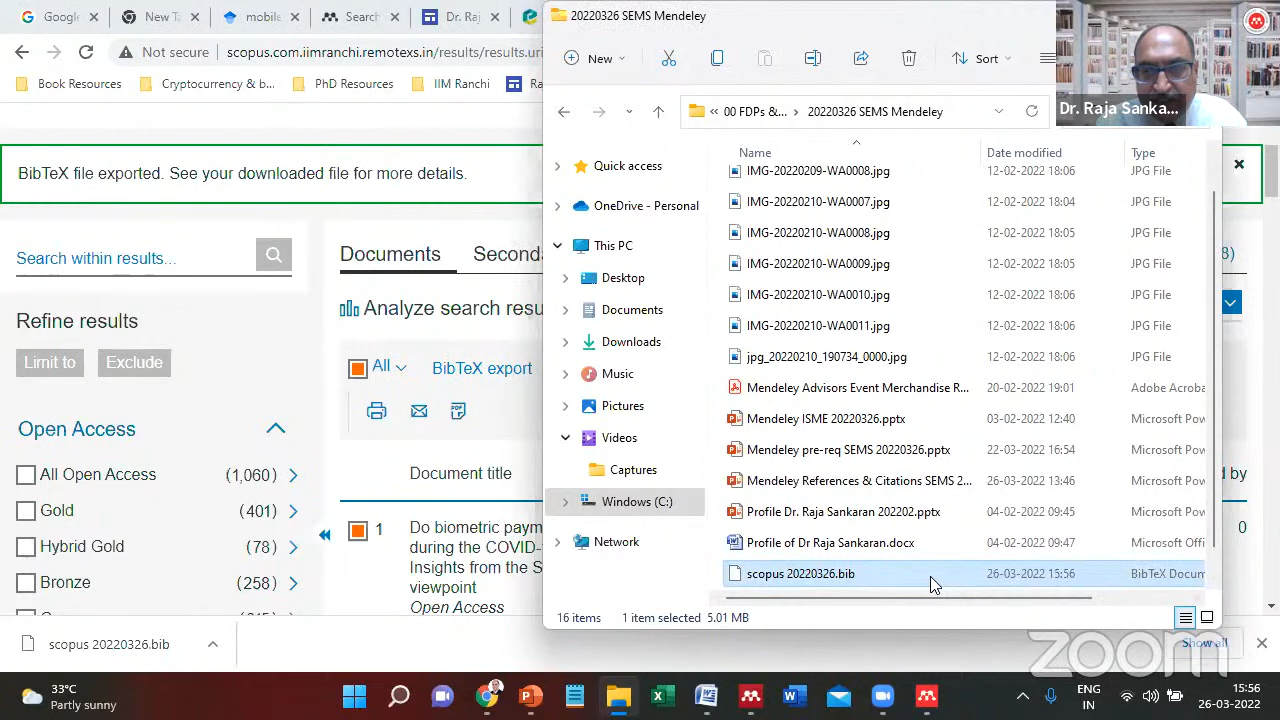 Google
New Ta
mobile
Search
Dr. Raj
Not secure
scopus.com.iimranchi.remotexs.in/results/results.uri
Book Resources
Cryptocurrency & b...
PhD Resources
IIM Ranchi
BibTeX file exported. See your downloaded file for more details.
Search within results...
Refine results
Limit to
Exclude
Open Access
All Open Access (1,060)
Gold (401)
Hybrid Gold (78)
Bronze (258)
Documents
Analyze search resu
All
BibTeX export
PDF
Document title
1
Do biometric paym
during the COVID-
Insights from the S
viewpoint
Open Access
8)
ed by
0
20220326 SEMS Mendeley
New
Sort
« 00 FDPs &... › 20220326 SEMS Mendeley
Quick access
OneDrive - Personal
This PC
Desktop
Documents
Downloads
Music
Pictures
Videos
Captures
Windows (C:)
Network
Name Date modified Type
IMG-20220209-WA0008.jpg 12-02-2022 18:06 JPG File
IMG-20220210-WA0007.jpg 12-02-2022 18:04 JPG File
IMG-20220210-WA0008.jpg 12-02-2022 18:05 JPG File
IMG-20220210-WA0009.jpg 12-02-2022 18:05 JPG File
IMG-20220210-WA0010.jpg 12-02-2022 18:06 JPG File
IMG-20220210-WA0011.jpg 12-02-2022 18:06 JPG File
jpg_20220210_190734_0000.jpg 12-02-2022 18:06 JPG File
Mendeley Advisors Event Merchandise R... 20-02-2022 19:01 Adobe Acroba
Mendeley ISME 20220326.pptx 03-02-2022 12:40 Microsoft Pow
Mendeley pre-req SEMS 20220326.pptx 22-03-2022 16:54 Microsoft Pow
Mendeley References & Citations SEMS 2... 26-03-2022 13:46 Microsoft Pow
Profile Dr. Raja Sankaran 202202.pptx 04-02-2022 09:45 Microsoft Pow
Profile of Dr Raja Sankaran.docx 04-02-2022 09:47 Microsoft Offi
scopus 20220326.bib 26-03-2022 15:56 BibTeX Docum
16 items 1 item selected 5.01 MB
Dr. Raja Sanka...
scopus 20220326.bib
Show all
zoom
33°C
Partly sunny
ENG
IN
15:56
26-03-2022